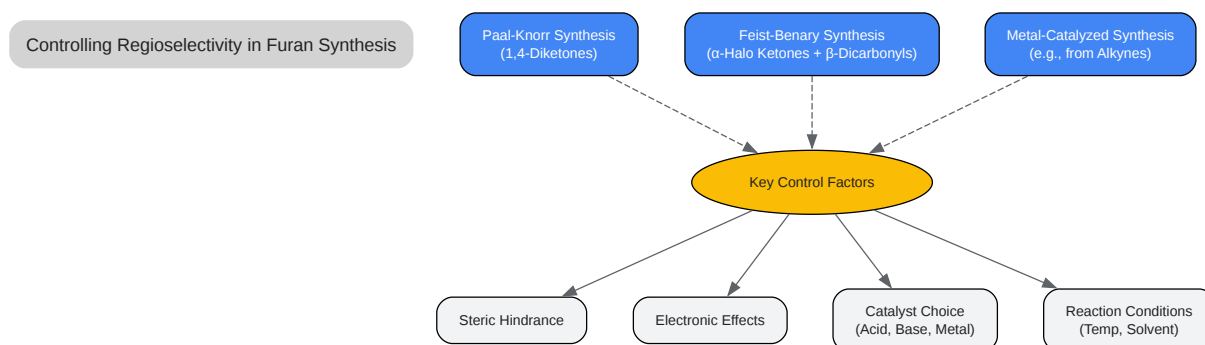 Controlling Regioselectivity in Furan Synthesis
Paal-Knorr Synthesis
(1,4-Diketones)
Feist-Benary Synthesis
(α-Halo Ketones + β-Dicarbonyls)
Metal-Catalyzed Synthesis
(e.g., from Alkynes)
Key Control Factors
Steric Hindrance
Electronic Effects
Catalyst Choice
(Acid, Base, Metal)
Reaction Conditions
(Temp, Solvent)